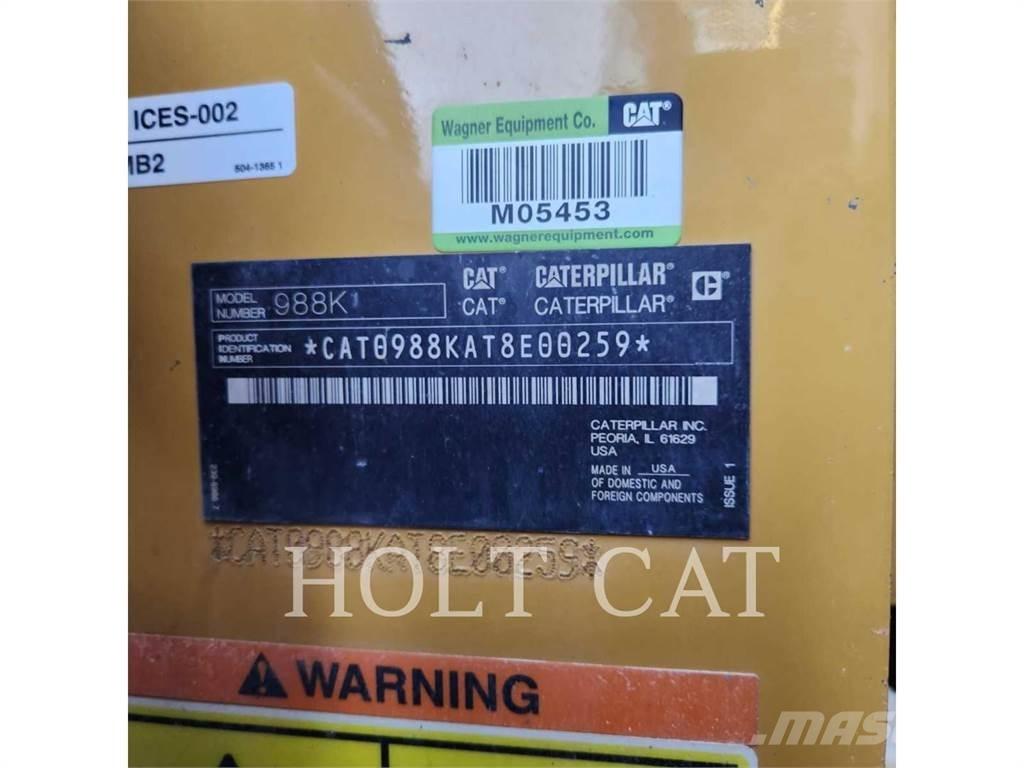 ICES-002
MB2
504-1365 1
Wagner Equipment Co. CAT®
M05453
www.wagnerequipment.com
CAT® CATERPILLAR®
CAT® CATERPILLAR®
MODEL NUMBER 988K
PRODUCT IDENTIFICATION NUMBER *CAT0988KAT8E00259*
CATERPILLAR INC.
PEORIA, IL 61629
USA
MADE IN USA
OF DOMESTIC AND
FOREIGN COMPONENTS
ISSUE 1
*CAT0988KAT8E00259*
HOLT CAT
WARNING
MAS